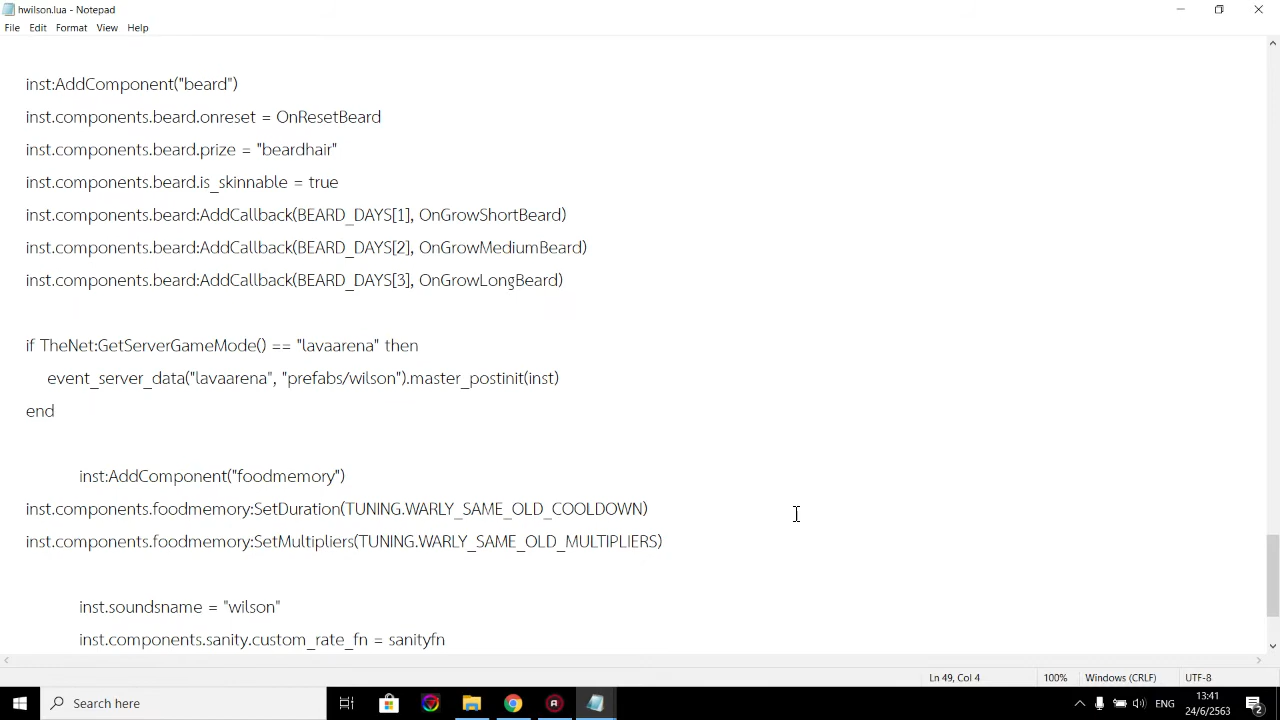 hwilson.lua - Notepad
File Edit Format View Help
inst:AddComponent("beard")
inst.components.beard.onreset = OnResetBeard
inst.components.beard.prize = "beardhair"
inst.components.beard.is_skinnable = true
inst.components.beard:AddCallback(BEARD_DAYS[1], OnGrowShortBeard)
inst.components.beard:AddCallback(BEARD_DAYS[2], OnGrowMediumBeard)
inst.components.beard:AddCallback(BEARD_DAYS[3], OnGrowLongBeard)
if TheNet:GetServerGameMode() == "lavaarena" then
event_server_data("lavaarena", "prefabs/wilson").master_postinit(inst)
end
inst:AddComponent("foodmemory")
inst.components.foodmemory:SetDuration(TUNING.WARLY_SAME_OLD_COOLDOWN)
inst.components.foodmemory:SetMultipliers(TUNING.WARLY_SAME_OLD_MULTIPLIERS)
inst.soundsname = "wilson"
inst.components.sanity.custom_rate_fn = sanityfn
Ln 49, Col 4 100% Windows (CRLF) UTF-8
Search here
ENG
13:41
24/6/2563
2